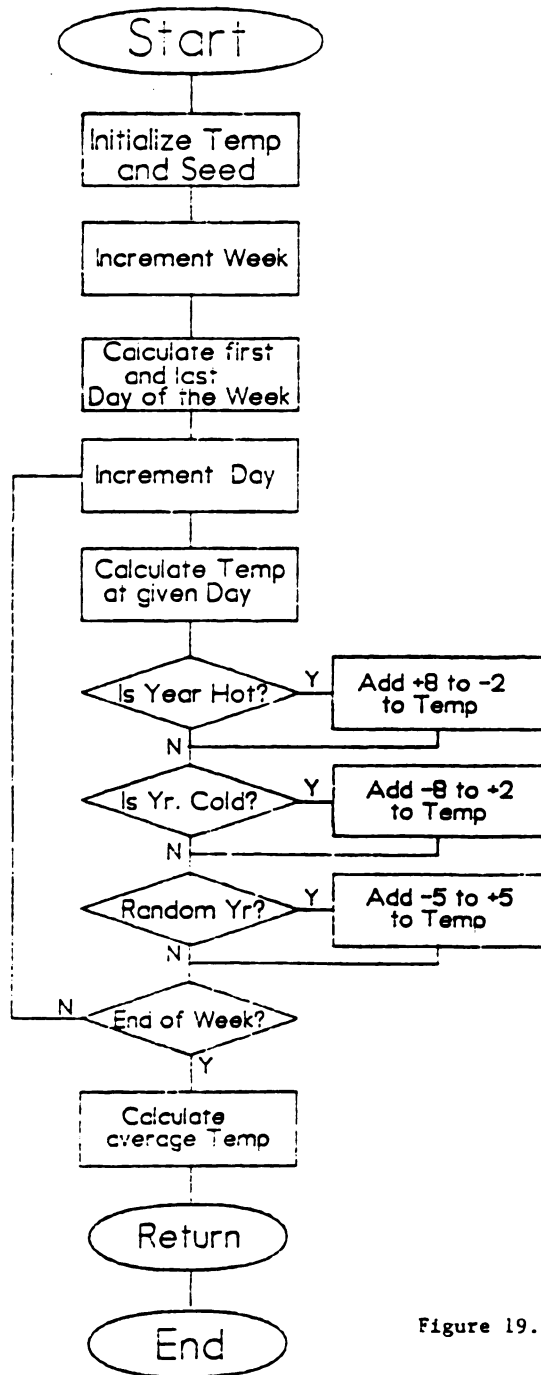 Start
Initialize Temp
and Seed
Increment Week
Calculate first
and last
Day of the Week
Increment Day
Calculate Temp
at given Day
Is Year Hot?
Y
Add +8 to -2
to Temp
N
Is Yr. Cold?
Y
Add -8 to +2
to Temp
N
Random Yr?
Y
Add -5 to +5
to Temp
N
N
End of Week?
Y
Calculate
average Temp
Return
End
Figure 19.